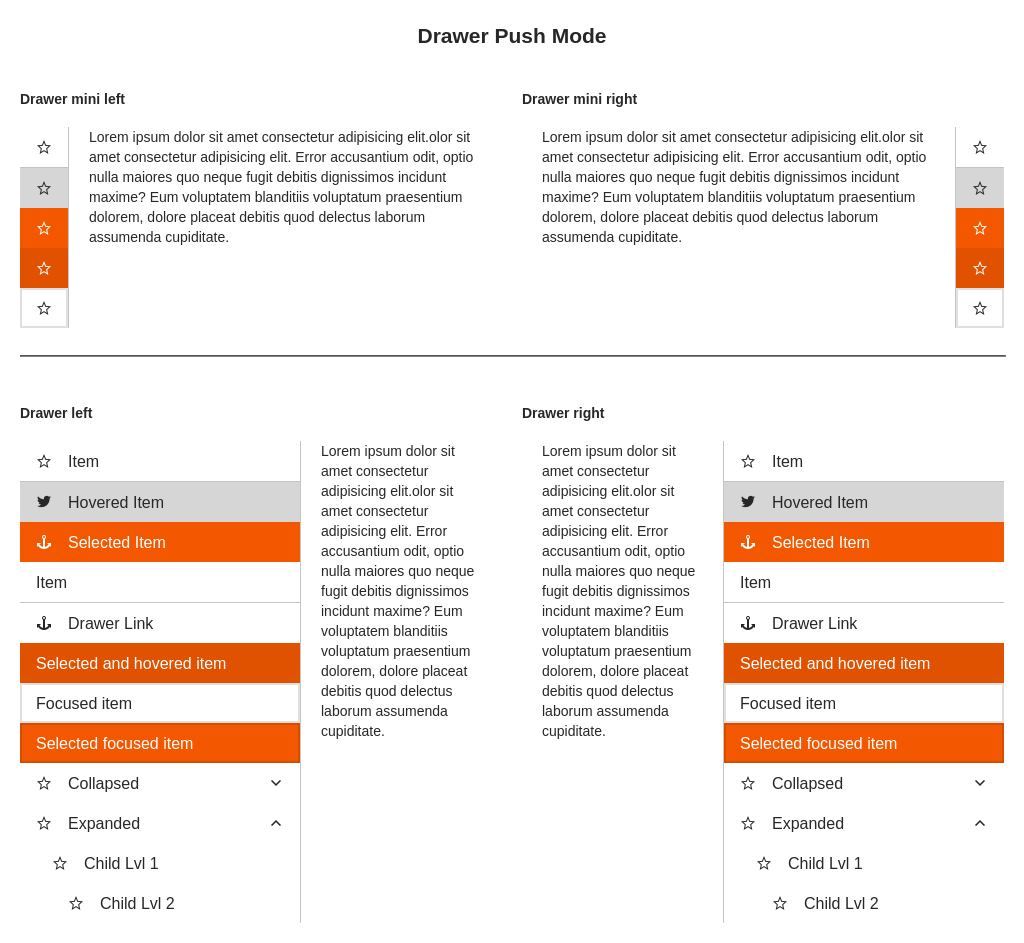 Drawer Push Mode
Drawer mini left
Lorem ipsum dolor sit amet consectetur adipisicing elit.olor sit
amet consectetur adipisicing elit. Error accusantium odit, optio
nulla maiores quo neque fugit debitis dignissimos incidunt
maxime? Eum voluptatem blanditiis voluptatum praesentium
dolorem, dolore placeat debitis quod delectus laborum
assumenda cupiditate.
Drawer mini right
Lorem ipsum dolor sit amet consectetur adipisicing elit.olor sit
amet consectetur adipisicing elit. Error accusantium odit, optio
nulla maiores quo neque fugit debitis dignissimos incidunt
maxime? Eum voluptatem blanditiis voluptatum praesentium
dolorem, dolore placeat debitis quod delectus laborum
assumenda cupiditate.
Drawer left
Item
Hovered Item
Selected Item
Item
Drawer Link
Selected and hovered item
Focused item
Selected focused item
Collapsed
Expanded
Child Lvl 1
Child Lvl 2
Lorem ipsum dolor sit
amet consectetur
adipisicing elit.olor sit
amet consectetur
adipisicing elit. Error
accusantium odit, optio
nulla maiores quo neque
fugit debitis dignissimos
incidunt maxime? Eum
voluptatem blanditiis
voluptatum praesentium
dolorem, dolore placeat
debitis quod delectus
laborum assumenda
cupiditate.
Drawer right
Lorem ipsum dolor sit
amet consectetur
adipisicing elit.olor sit
amet consectetur
adipisicing elit. Error
accusantium odit, optio
nulla maiores quo neque
fugit debitis dignissimos
incidunt maxime? Eum
voluptatem blanditiis
voluptatum praesentium
dolorem, dolore placeat
debitis quod delectus
laborum assumenda
cupiditate.
Item
Hovered Item
Selected Item
Item
Drawer Link
Selected and hovered item
Focused item
Selected focused item
Collapsed
Expanded
Child Lvl 1
Child Lvl 2